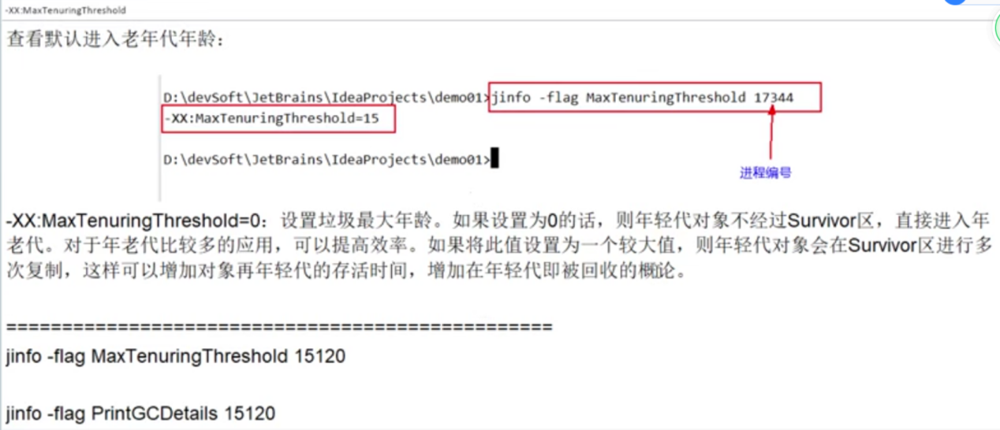 -XX:MaxTenuringThreshold
查看默认进入老年代年龄：
D:\devSoft\JetBrains\IdeaProjects\demo01>jinfo -flag MaxTenuringThreshold 17344
-XX:MaxTenuringThreshold=15
D:\devSoft\JetBrains\IdeaProjects\demo01>
进程编号
-XX:MaxTenuringThreshold=0：设置垃圾最大年龄。如果设置为0的话，则年轻代对象不经过Survivor区，直接进入年
老代。对于年老代比较多的应用，可以提高效率。如果将此值设置为一个较大值，则年轻代对象会在Survivor区进行多
次复制，这样可以增加对象再年轻代的存活时间，增加在年轻代即被回收的概论。
=================================================
jinfo -flag MaxTenuringThreshold 15120
jinfo -flag PrintGCDetails 15120